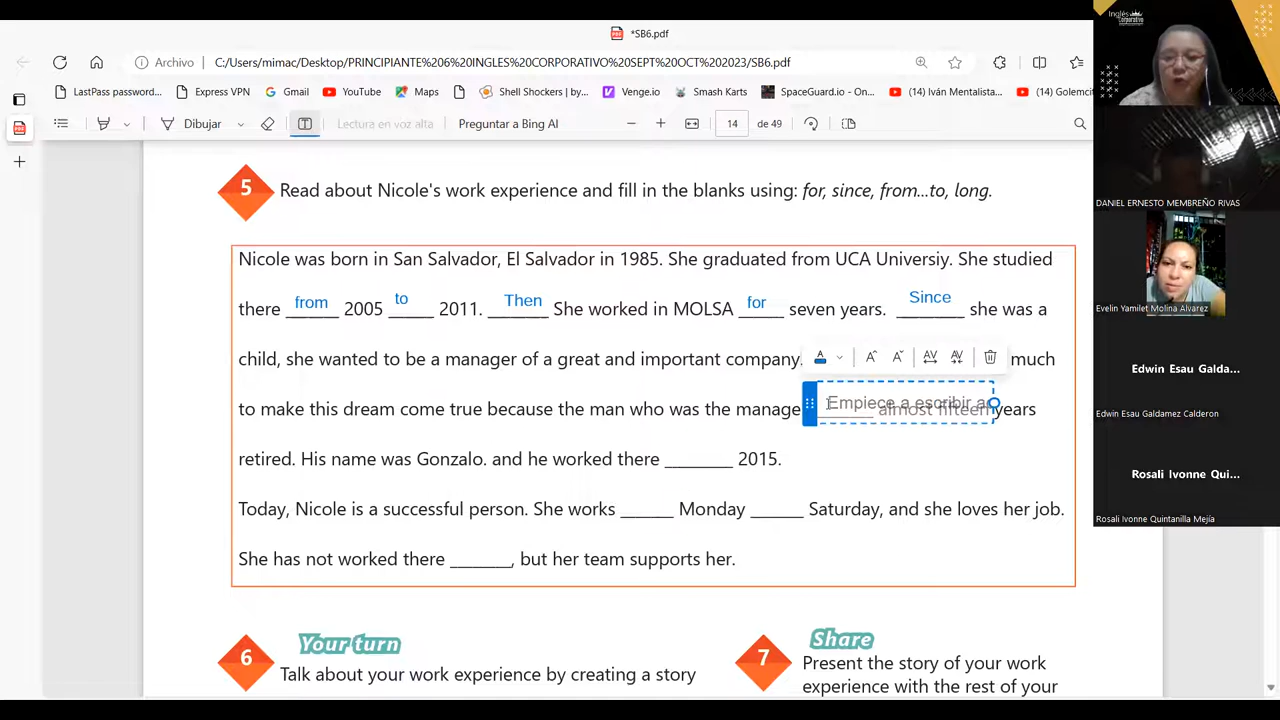 *SB6.pdf
Archivo
C:/Users/mimac/Desktop/PRINCIPIANTE%206%20INGLES%20CORPORATIVO%20SEPT%20OCT%202023/SB6.pdf
LastPass password...
Express VPN
Gmail
YouTube
Maps
Shell Shockers | by...
Venge.io
Smash Karts
SpaceGuard.io - On...
(14) Iván Mentalista...
(14) Golemcit
Dibujar
Lectura en voz alta
Preguntar a Bing AI
14
de 49
5
Read about Nicole's work experience and fill in the blanks using: for, since, from...to, long.
Nicole was born in San Salvador, El Salvador in 1985. She graduated from UCA Universiy. She studied
there from 2005 to 2011. Then She worked in MOLSA for seven years. Since she was a
child, she wanted to be a manager of a great and important company. much
to make this dream come true because the man who was the manage almost fifteen years
Empiece a escribir ac
retired. His name was Gonzalo. and he worked there ________ 2015.
Today, Nicole is a successful person. She works ______ Monday ______ Saturday, and she loves her job.
She has not worked there _______, but her team supports her.
6
Your turn
Talk about your work experience by creating a story
7
Share
Present the story of your work
experience with the rest of your
Inglés
Corporativo
DANIEL ERNESTO MEMBREÑO RIVAS
Evelin Yamilet Molina Alvarez
Edwin Esau Galda...
Edwin Esau Galdamez Calderon
Rosali Ivonne Qui...
Rosali Ivonne Quintanilla Mejía